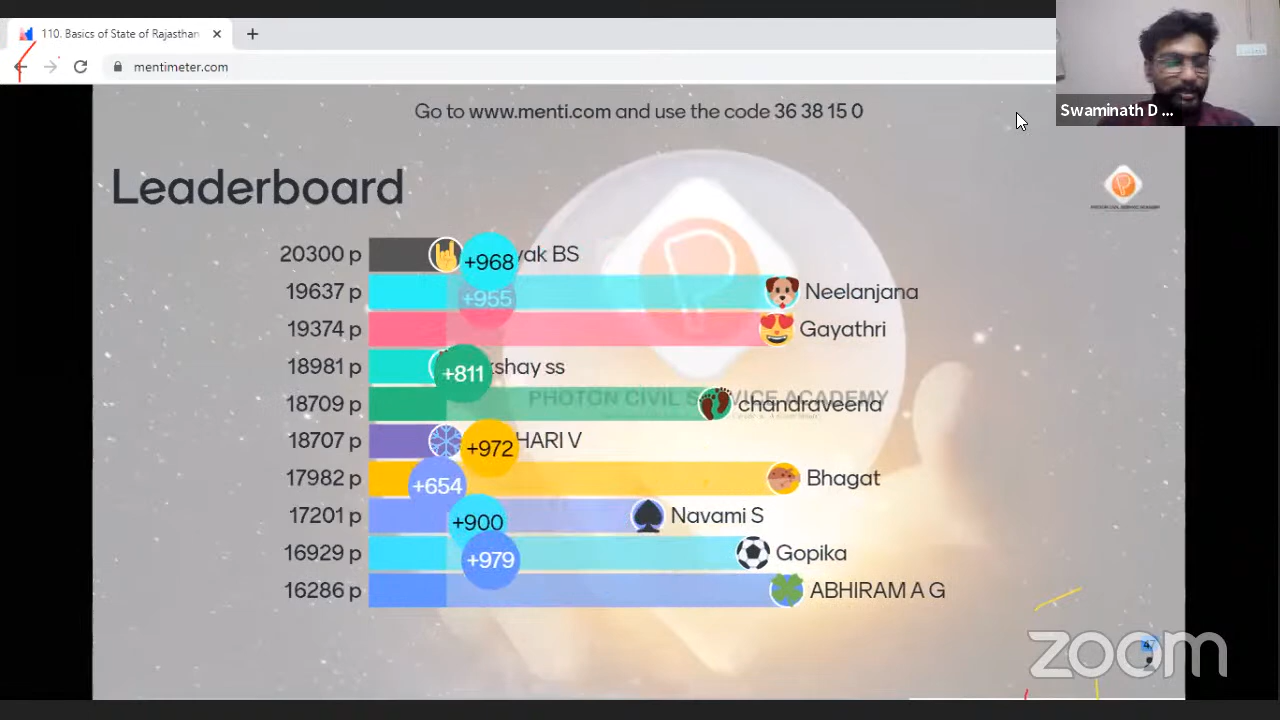 110. Basics of State of Rajasthan
mentimeter.com
Swaminath D ...
Go to www.menti.com and use the code 36 38 15 0
Leaderboard
20300 p +968 yak BS
19637 p +955 Neelanjana
19374 p Gayathri
18981 p +811 kshay ss
18709 p chandraveena
18707 p +972 HARI V
17982 p +654 Bhagat
17201 p +900 Navami S
16929 p +979 Gopika
16286 p ABHIRAM A G
PHOTON CIVIL SERVICE ACADEMY
zoom